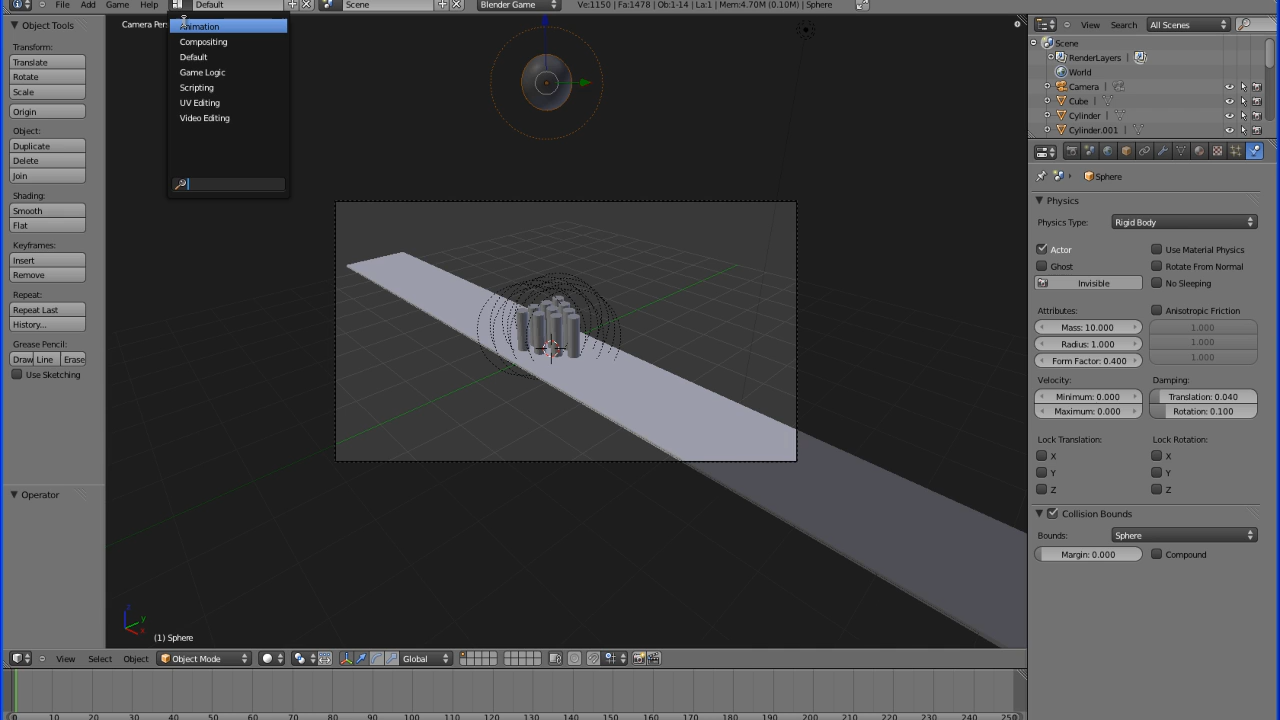 File Add Game Help Default Scene Blender Game Ve:1150 | Fa:1478 | Ob:1-14 | La:1 | Mem:4.70M (0.10M) | Sphere
Object Tools
Transform:
Translate
Rotate
Scale
Origin
Object:
Duplicate
Delete
Join
Shading:
Smooth
Flat
Keyframes:
Insert
Remove
Repeat:
Repeat Last
History...
Grease Pencil:
Draw Line Erase
Use Sketching
Operator
Animation
Compositing
Default
Game Logic
Scripting
UV Editing
Video Editing
Camera
(1) Sphere
z
y
x
View Select Object Object Mode Global
0 10 20 30 40 50 60 70 80 90 100 110 120 130 140 150 160 170 180 190 200 210 220 230 240 250
View Search All Scenes
Scene
RenderLayers
World
Camera
Cube
Cylinder
Cylinder.001
Sphere
Physics
Physics Type: Rigid Body
Actor Use Material Physics
Ghost Rotate From Normal
Invisible No Sleeping
Attributes: Anisotropic Friction
Mass: 10.000 1.000
Radius: 1.000 1.000
Form Factor: 0.400 1.000
Velocity: Damping:
Minimum: 0.000 Translation: 0.040
Maximum: 0.000 Rotation: 0.100
Lock Translation: Lock Rotation:
X X
Y Y
Z Z
Collision Bounds
Bounds: Sphere
Margin: 0.000 Compound